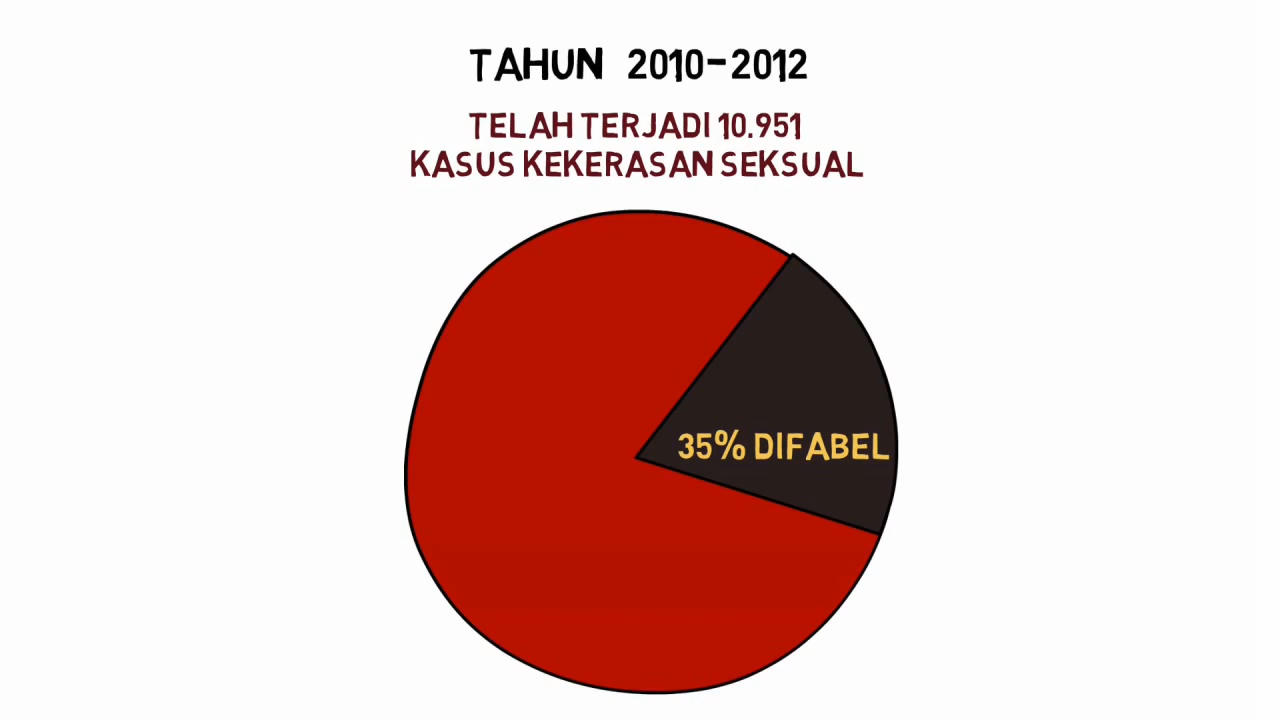 TAHUN 2010-2012
TELAH TERJADI 10.951
KASUS KEKERASAN SEKSUAL
35% DIFABEL